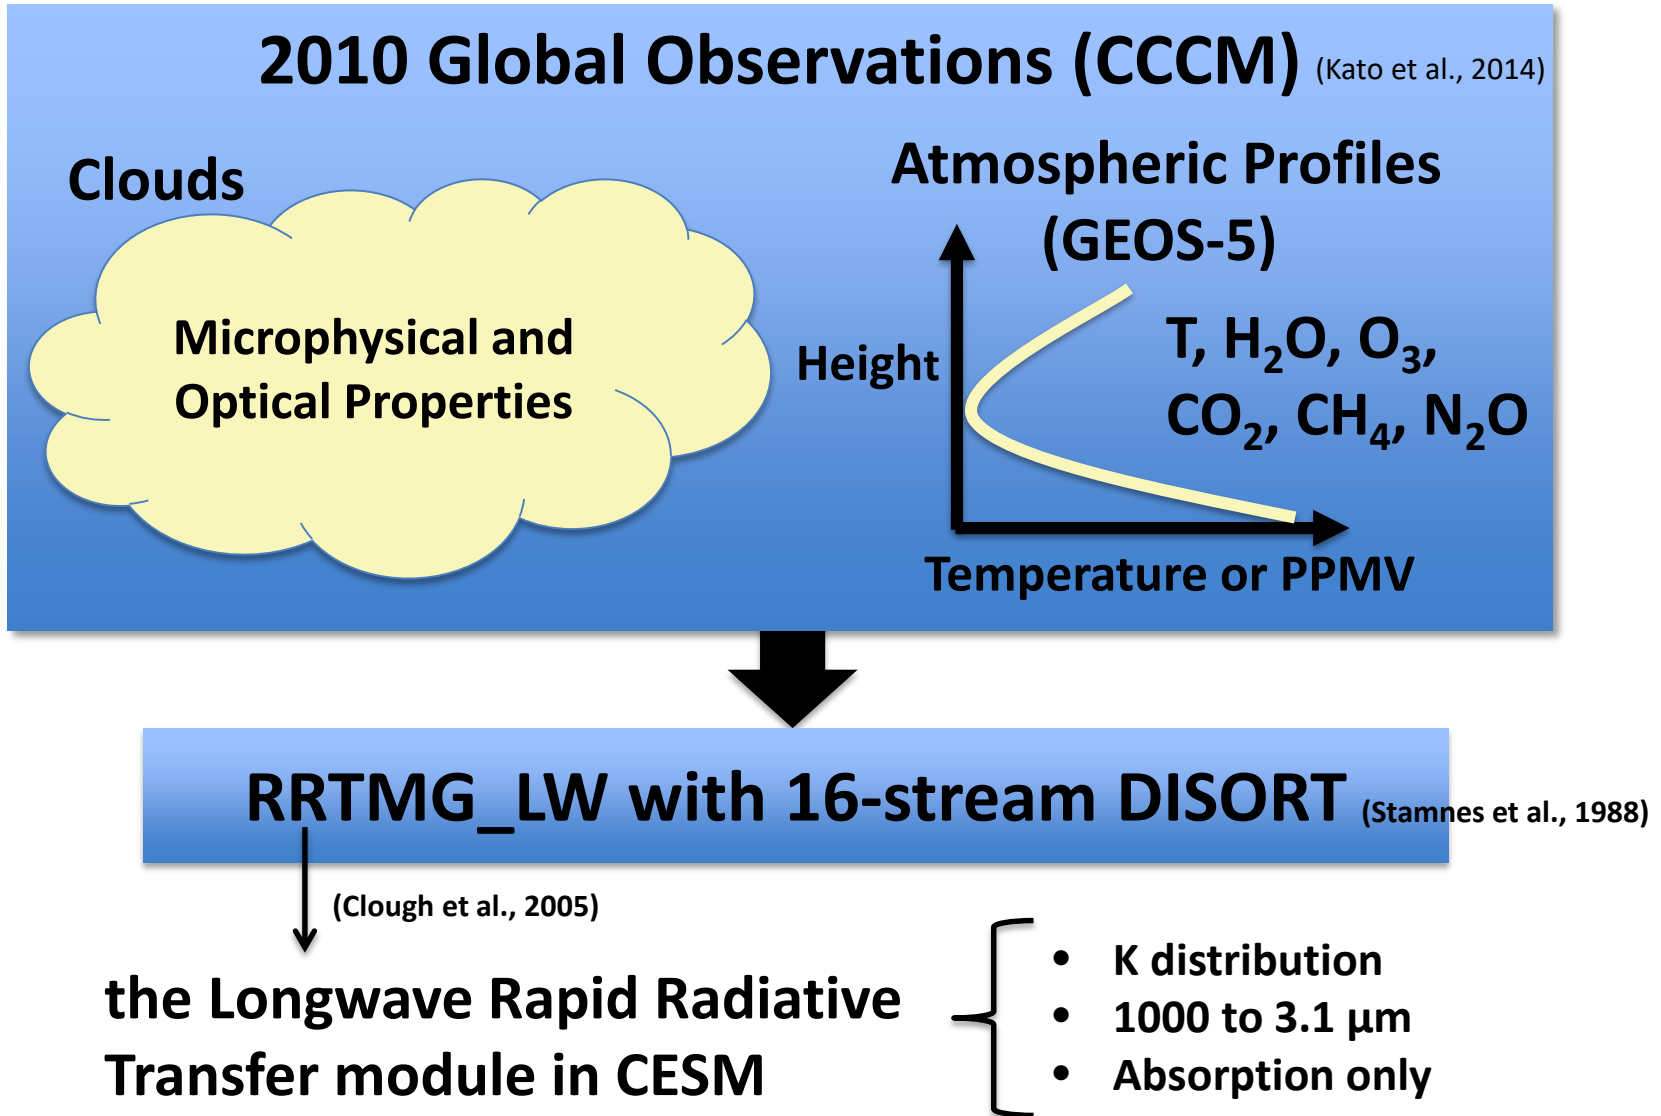 2010 Global Observations (CCCM) (Kato et al., 2014)
Clouds
Microphysical and
Optical Properties
Atmospheric Profiles
(GEOS-5)
Height
T, H₂O, O₃,
CO₂, CH₄, N₂O
Temperature or PPMV
RRTMG_LW with 16-stream DISORT (Stamnes et al., 1988)
(Clough et al., 2005)
the Longwave Rapid Radiative
Transfer module in CESM
• K distribution
• 1000 to 3.1 μm
• Absorption only